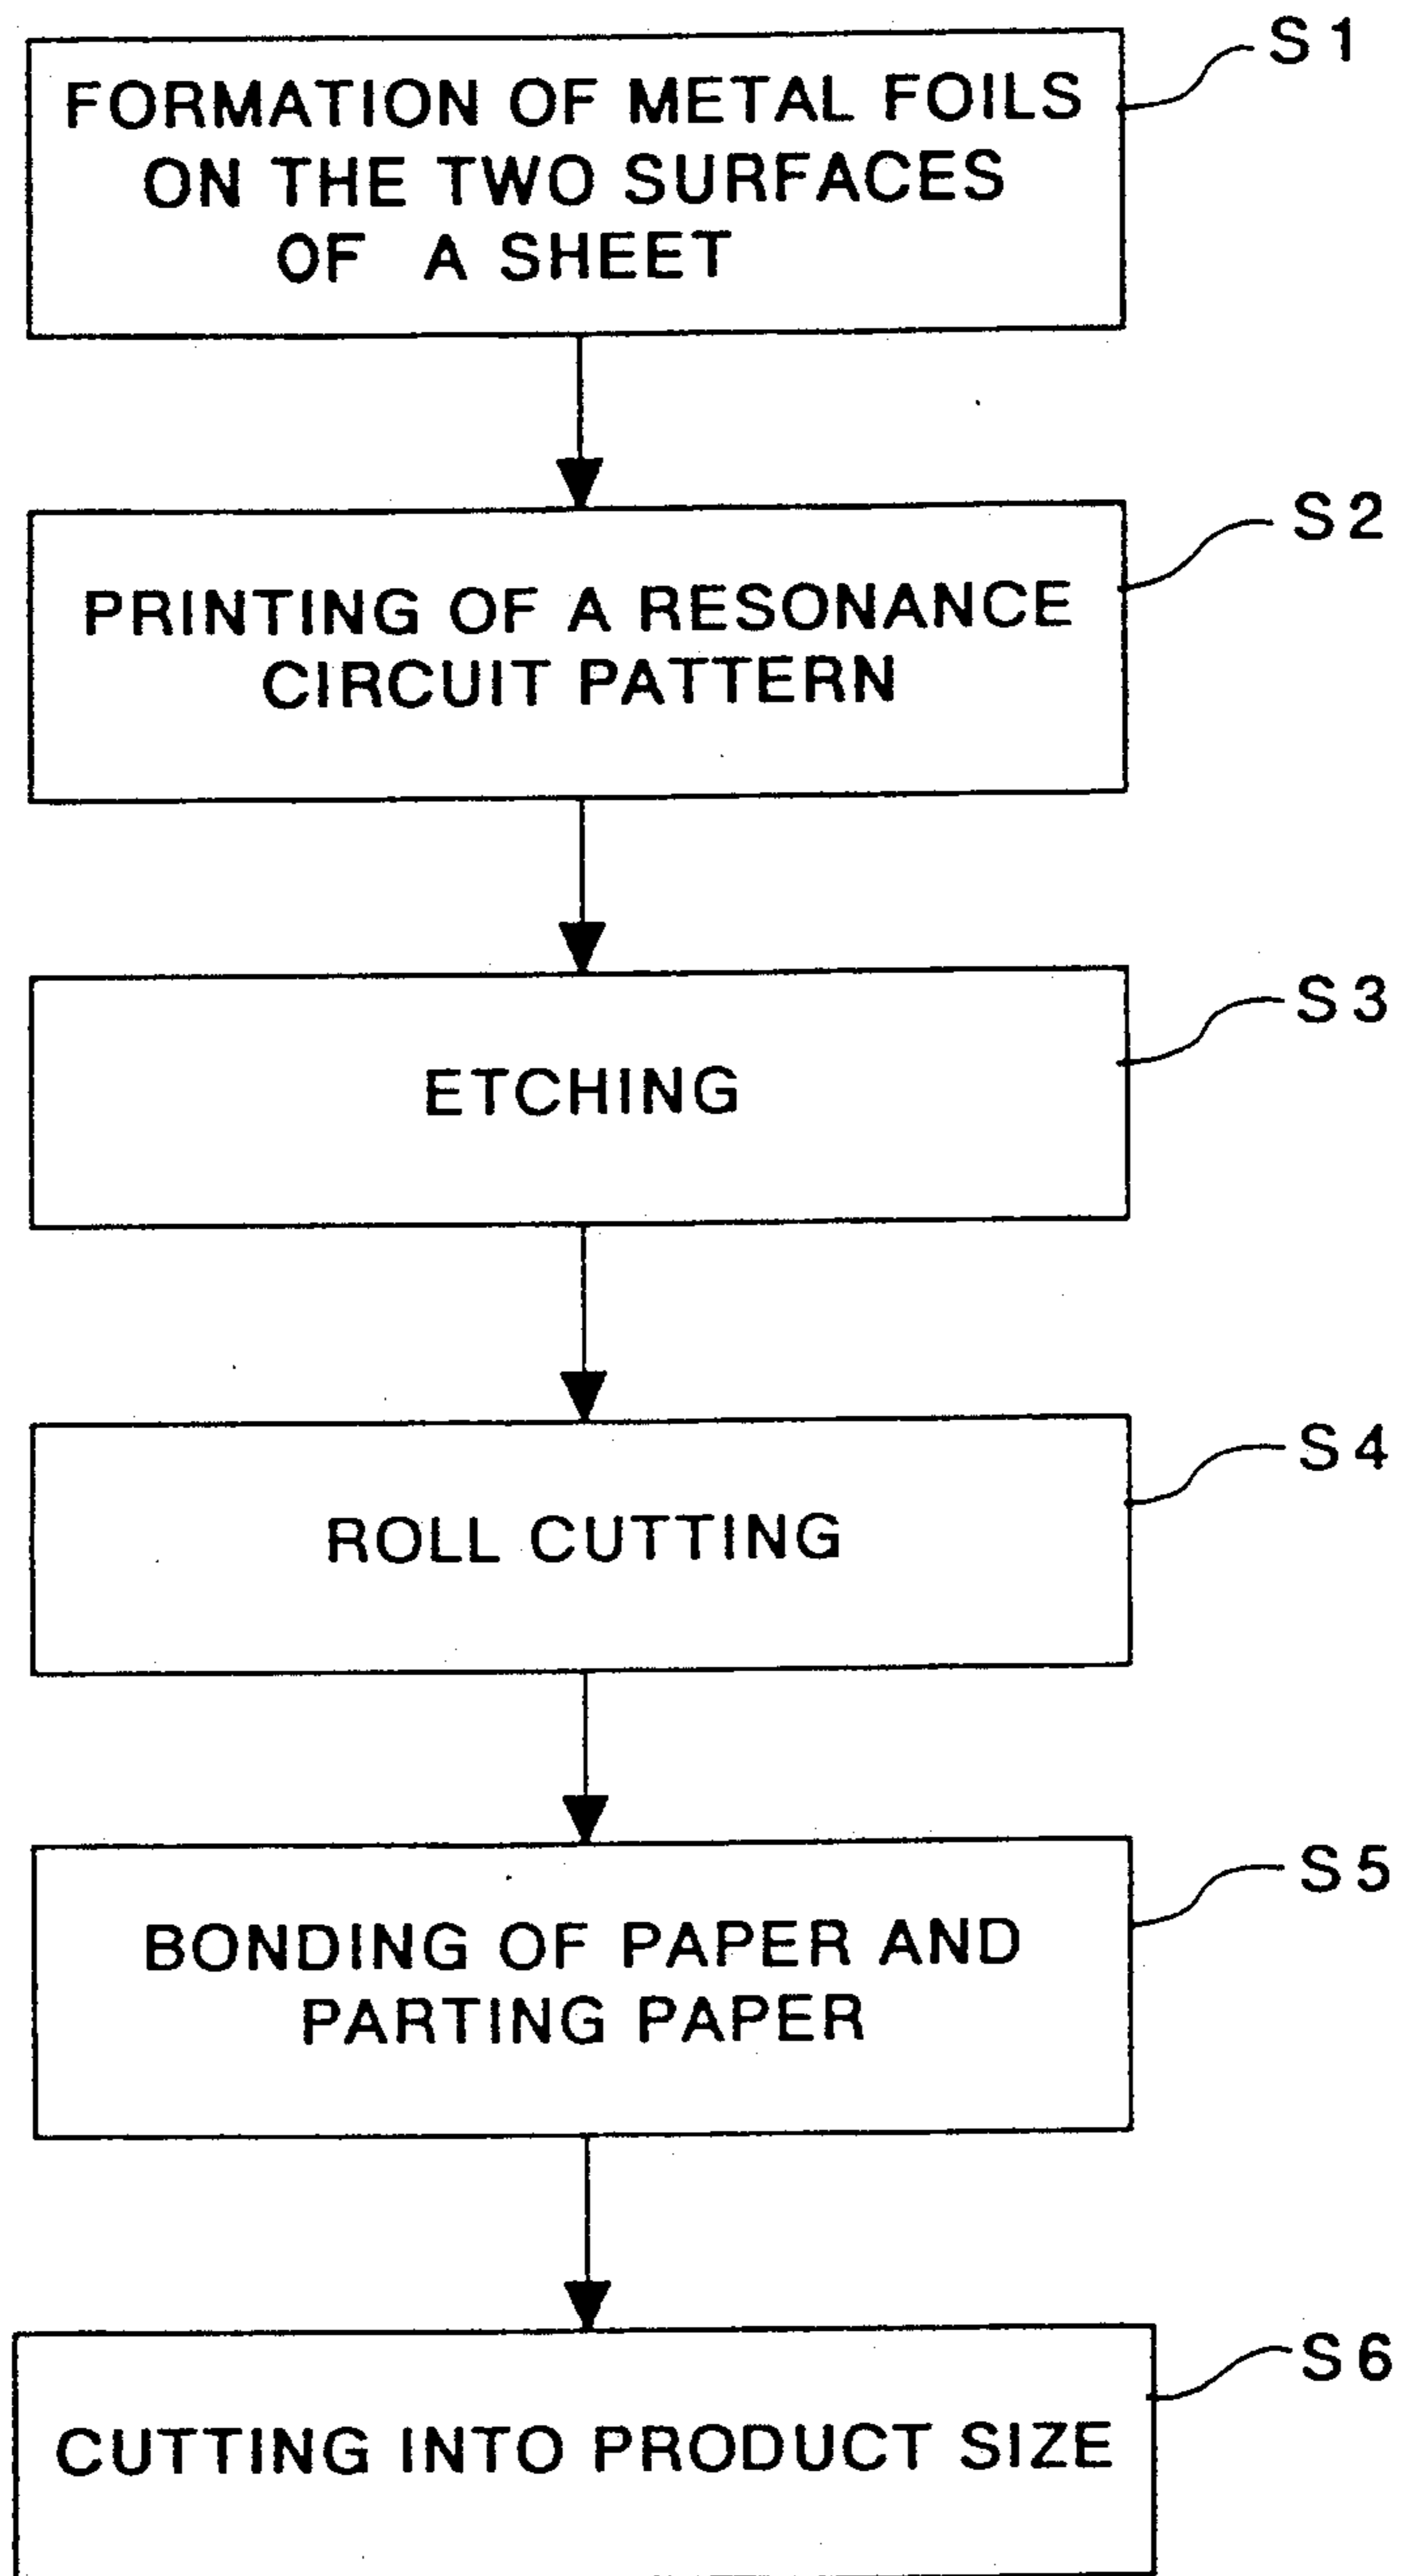 S1
FORMATION OF METAL FOILS
ON THE TWO SURFACES
OF A SHEET
S2
PRINTING OF A RESONANCE
CIRCUIT PATTERN
S3
ETCHING
S4
ROLL CUTTING
S5
BONDING OF PAPER AND
PARTING PAPER
S6
CUTTING INTO PRODUCT SIZE